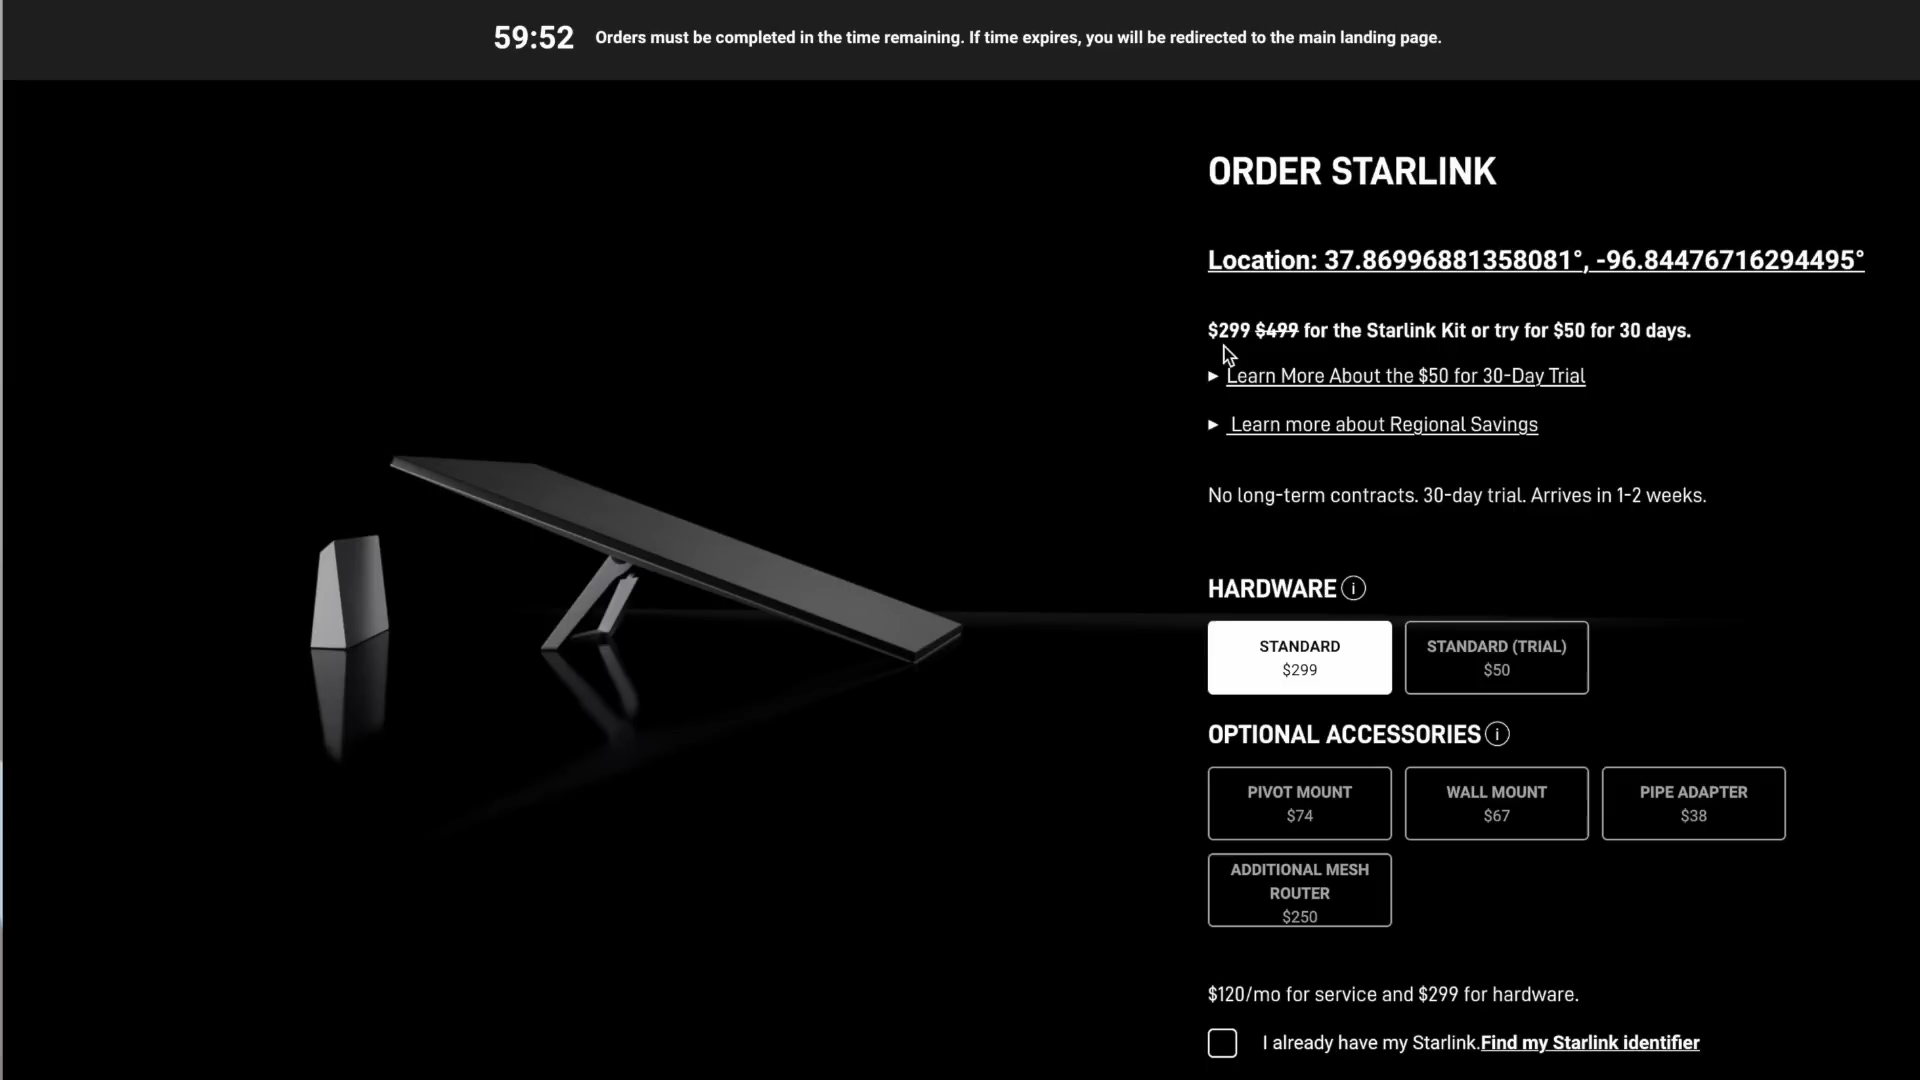 59:52 Orders must be completed in the time remaining. If time expires, you will be redirected to the main landing page.
ORDER STARLINK
Location: 37.86996881358081°, -96.84476716294495°
$299 $499 for the Starlink Kit or try for $50 for 30 days.
▶ Learn More About the $50 for 30-Day Trial
▶ Learn more about Regional Savings
No long-term contracts. 30-day trial. Arrives in 1-2 weeks.
HARDWARE i
STANDARD
$299
STANDARD (TRIAL)
$50
OPTIONAL ACCESSORIES i
PIVOT MOUNT
$74
WALL MOUNT
$67
PIPE ADAPTER
$38
ADDITIONAL MESH
ROUTER
$250
$120/mo for service and $299 for hardware.
I already have my Starlink.Find my Starlink identifier